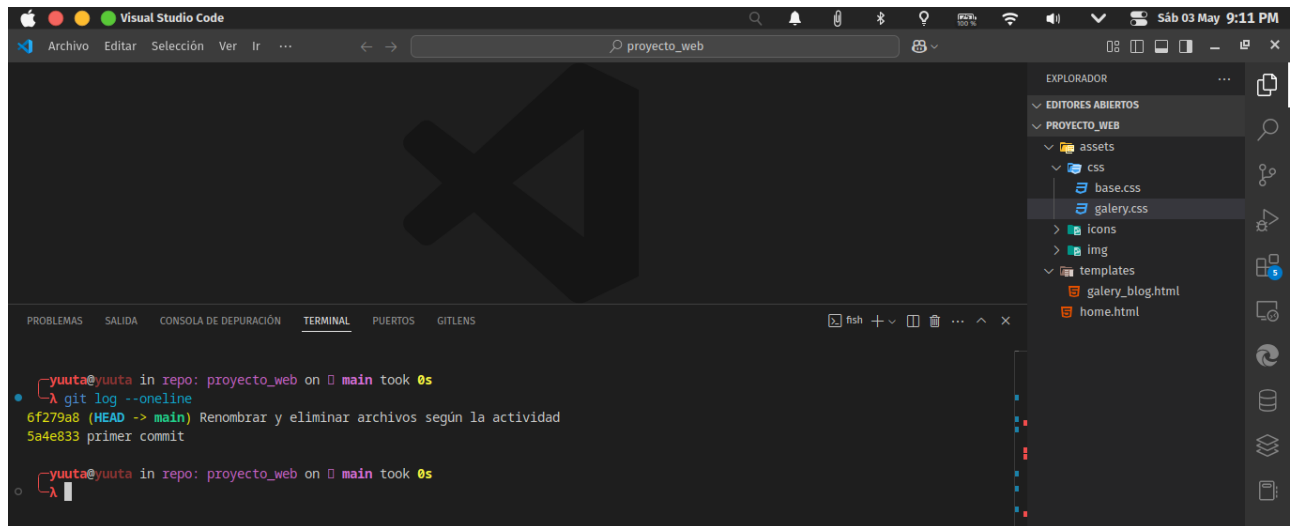 Visual Studio Code
100 %
Sáb 03 May 9:11 PM
Archivo Editar Selección Ver Ir ···
proyecto_web
EXPLORADOR
EDITORES ABIERTOS
PROYECTO_WEB
assets
css
base.css
galery.css
icons
img
templates
galery_blog.html
home.html
5
PROBLEMAS SALIDA CONSOLA DE DEPURACIÓN TERMINAL PUERTOS GITLENS
fish
yuuta@yuuta in repo: proyecto_web on main took 0s
λ git log --oneline
6f279a8 (HEAD -> main) Renombrar y eliminar archivos según la actividad
5a4e833 primer commit
yuuta@yuuta in repo: proyecto_web on main took 0s
λ